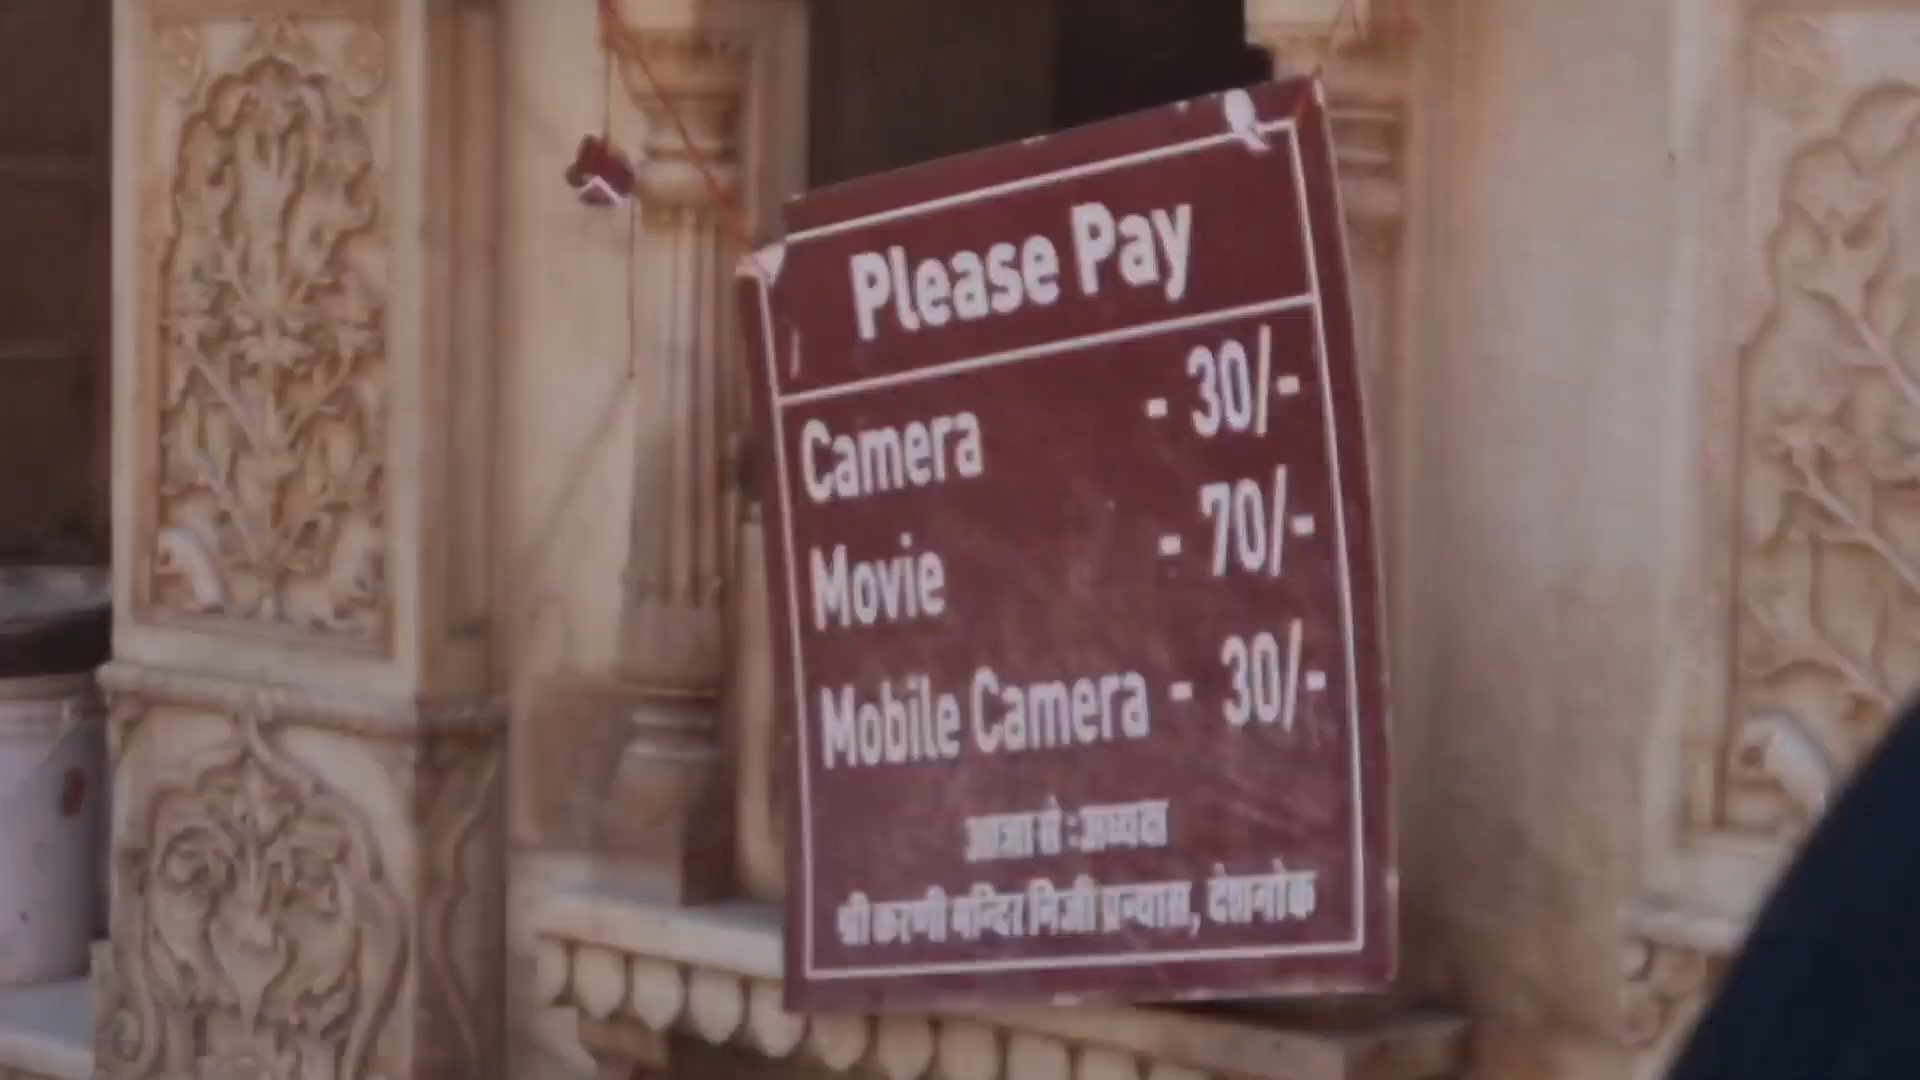 Please Pay
Camera - 30/-
Movie - 70/-
Mobile Camera - 30/-
आज्ञा से : अध्यक्ष
श्री करणी मन्दिर निजी प्रन्यास, देशनोक